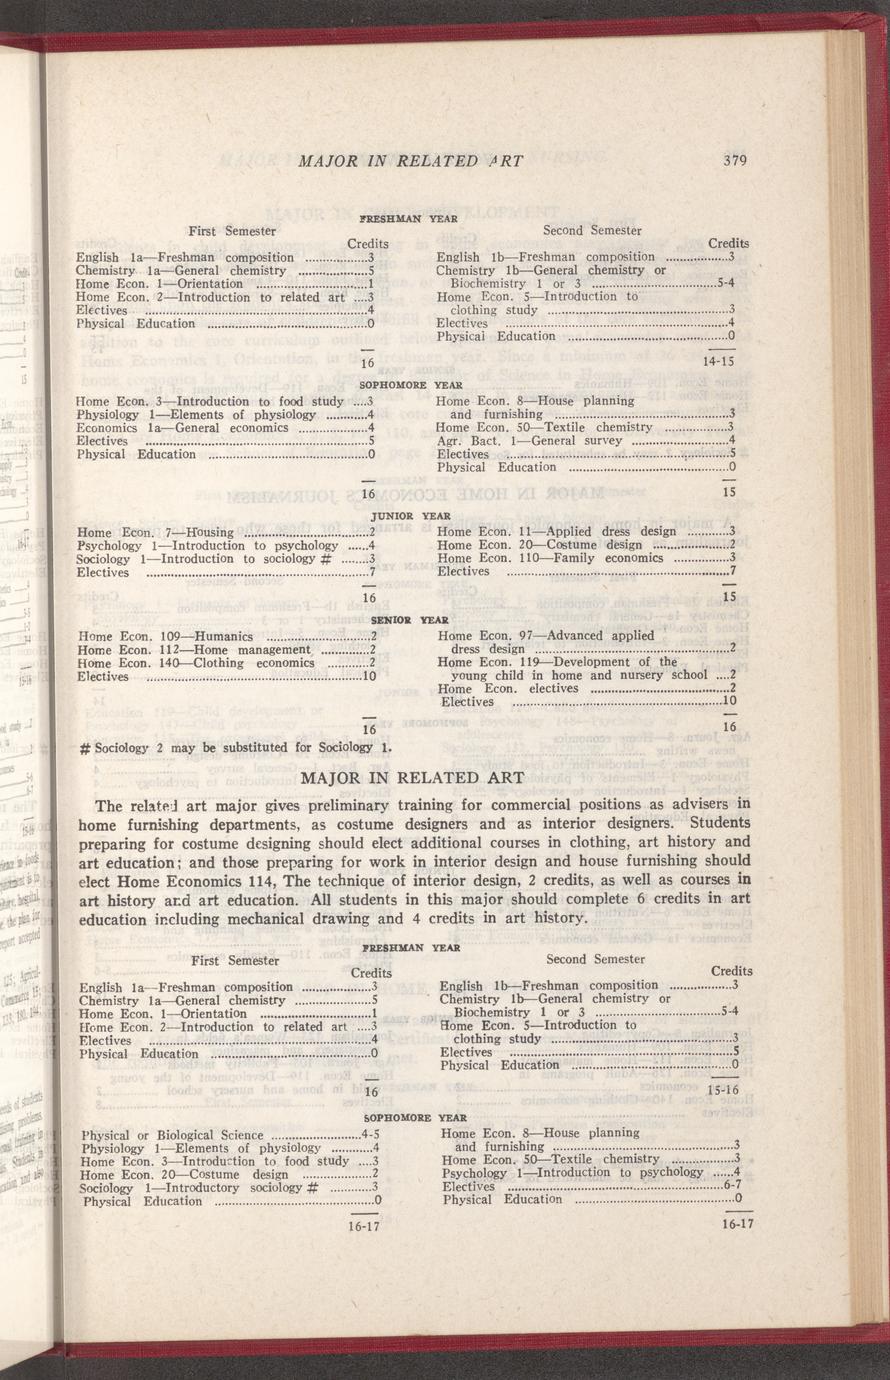 MAJOR IN RELATED ART 379
FRESHMAN YEAR
First Semester
Credits
English 1a—Freshman composition ................3
Chemistry 1a—General chemistry ..................5
Home Econ. 1—Orientation .............................1
Home Econ. 2—Introduction to related art ....3
Electives ..........................................................4
Physical Education ..........................................0
16
Second Semester
Credits
English 1b—Freshman composition ................3
Chemistry 1b—General chemistry or
Biochemistry 1 or 3 ................................5-4
Home Econ. 5—Introduction to
clothing study ..............................................3
Electives .........................................................4
Physical Education ..........................................0
14-15
SOPHOMORE YEAR
Home Econ. 3—Introduction to food study ....3
Physiology 1—Elements of physiology ...........4
Economics 1a—General economics ..................4
Electives ..........................................................5
Physical Education ..........................................0
16
Home Econ. 8—House planning
and furnishing ..............................................3
Home Econ. 50—Textile chemistry ................3
Agr. Bact. 1—General survey .........................4
Electives .........................................................5
Physical Education ..........................................0
15
JUNIOR YEAR
Home Econ. 7—Housing ................................2
Psychology 1—Introduction to psychology ......4
Sociology 1—Introduction to sociology # ........3
Electives .........................................................7
16
Home Econ. 11—Applied dress design ...........3
Home Econ. 20—Costume design ....................2
Home Econ. 110—Family economics ...............3
Electives .........................................................7
15
SENIOR YEAR
Home Econ. 109—Humanics ...........................2
Home Econ. 112—Home management .............2
Home Econ. 140—Clothing economics ...........2
Electives .......................................................10
16
Home Econ. 97—Advanced applied
dress design .................................................2
Home Econ. 119—Development of the
young child in home and nursery school ....2
Home Econ. electives ....................................2
Electives ......................................................10
16
# Sociology 2 may be substituted for Sociology 1.
MAJOR IN RELATED ART
The related art major gives preliminary training for commercial positions as advisers in
home furnishing departments, as costume designers and as interior designers. Students
preparing for costume designing should elect additional courses in clothing, art history and
art education; and those preparing for work in interior design and house furnishing should
elect Home Economics 114, The technique of interior design, 2 credits, as well as courses in
art history and art education. All students in this major should complete 6 credits in art
education including mechanical drawing and 4 credits in art history.
FRESHMAN YEAR
First Semester
Credits
English 1a—Freshman composition .................3
Chemistry 1a—General chemistry ...................5
Home Econ. 1—Orientation .............................1
Home Econ. 2—Introduction to related art ....3
Electives ..........................................................4
Physical Education ..........................................0
16
Second Semester
Credits
English 1b—Freshman composition ................3
Chemistry 1b—General chemistry or
Biochemistry 1 or 3 ................................5-4
Home Econ. 5—Introduction to
clothing study ..............................................3
Electives .........................................................5
Physical Education ..........................................0
15-16
SOPHOMORE YEAR
Physical or Biological Science .......................4-5
Physiology 1—Elements of physiology ...........4
Home Econ. 3—Introduction to food study ....3
Home Econ. 20—Costume design ..................2
Sociology 1—Introductory sociology # ...........3
Physical Education .........................................0
16-17
Home Econ. 8—House planning
and furnishing ..............................................3
Home Econ. 50—Textile chemistry ................3
Psychology 1—Introduction to psychology ......4
Electives .......................................................6-7
Physical Education .........................................0
16-17